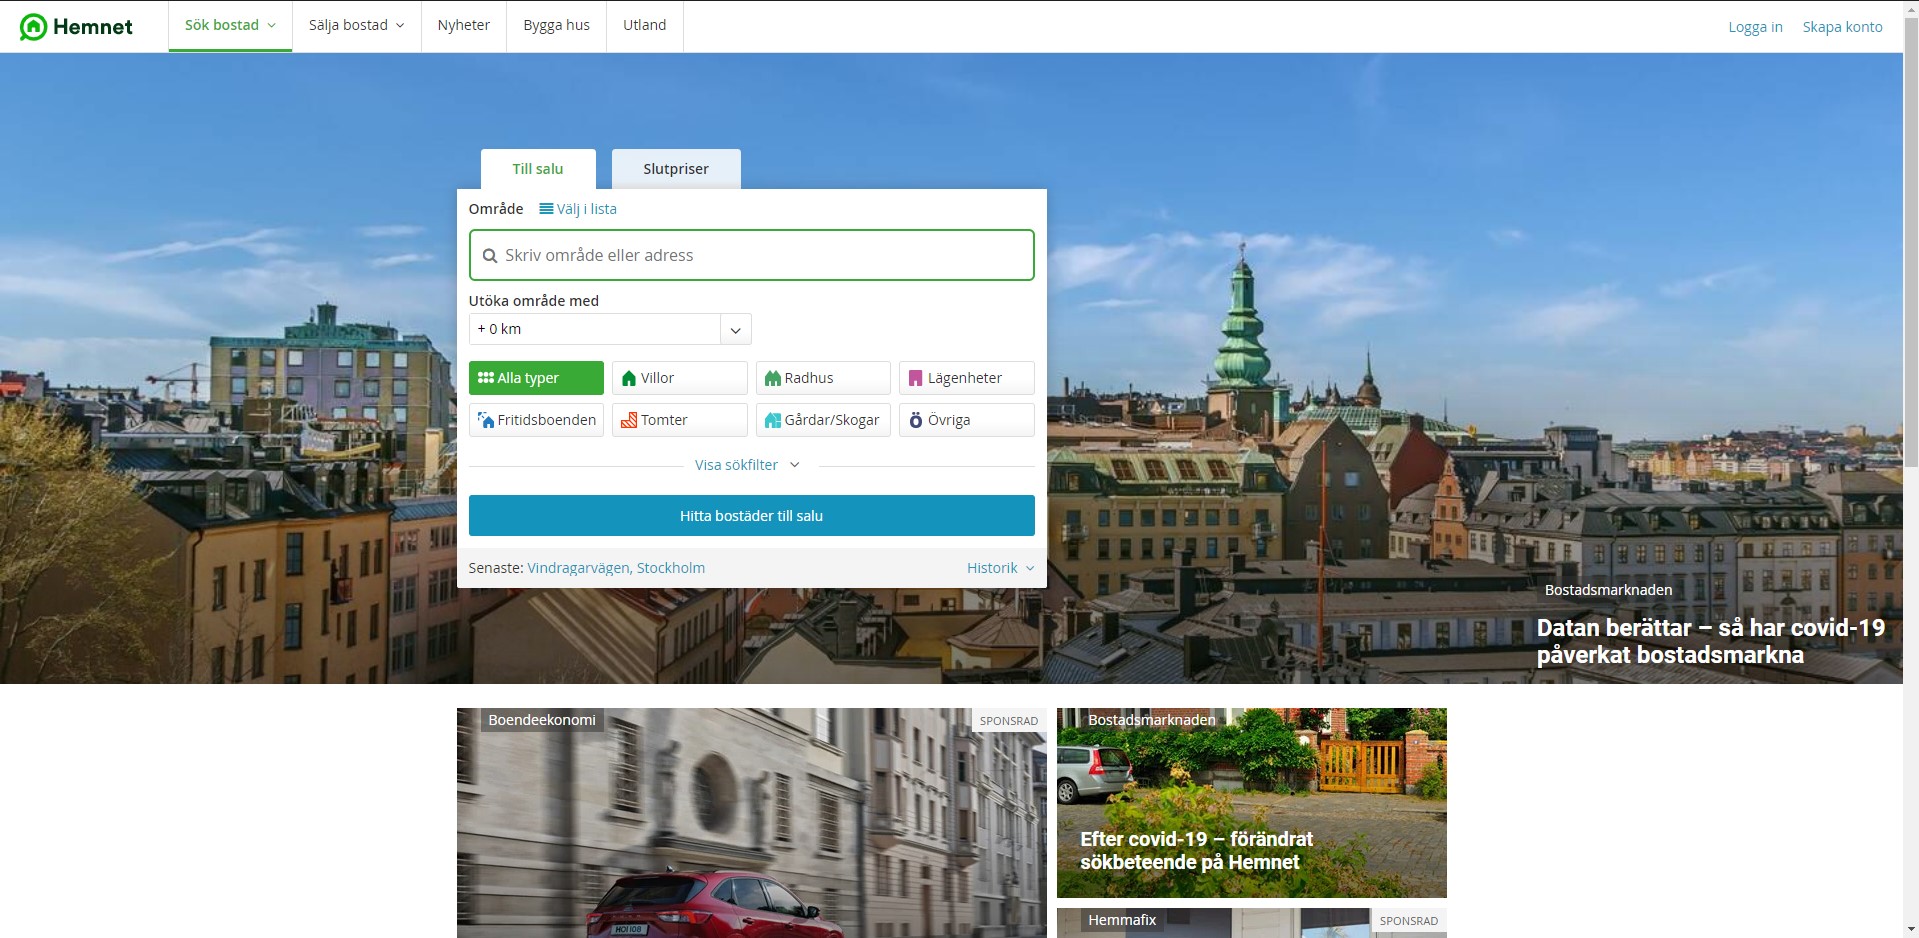 Hemnet
Sök bostad
Sälja bostad
Nyheter
Bygga hus
Utland
Logga in
Skapa konto
Till salu
Slutpriser
Område
Välj i lista
Skriv område eller adress
Utöka område med
+ 0 km
Alla typer
Villor
Radhus
Lägenheter
Fritidsboenden
Tomter
Gårdar/Skogar
Övriga
Visa sökfilter
Hitta bostäder till salu
Senaste: Vindragarvägen, Stockholm
Historik
Bostadsmarknaden
Datan berättar – så har covid-19
påverkat bostadsmarkna
Boendeekonomi
SPONSRAD
MOI 108
Bostadsmarknaden
Efter covid-19 – förändrat
sökbeteende på Hemnet
Hemmafix
SPONSRAD